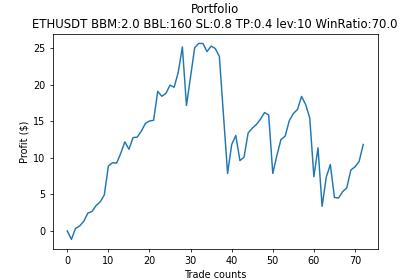 Portfolio
ETHUSDT BBM:2.0 BBL:160 SL:0.8 TP:0.4 lev:10 WinRatio:70.0
25
20
15
10
5
0
Profit ($)
0 10 20 30 40 50 60 70
Trade counts